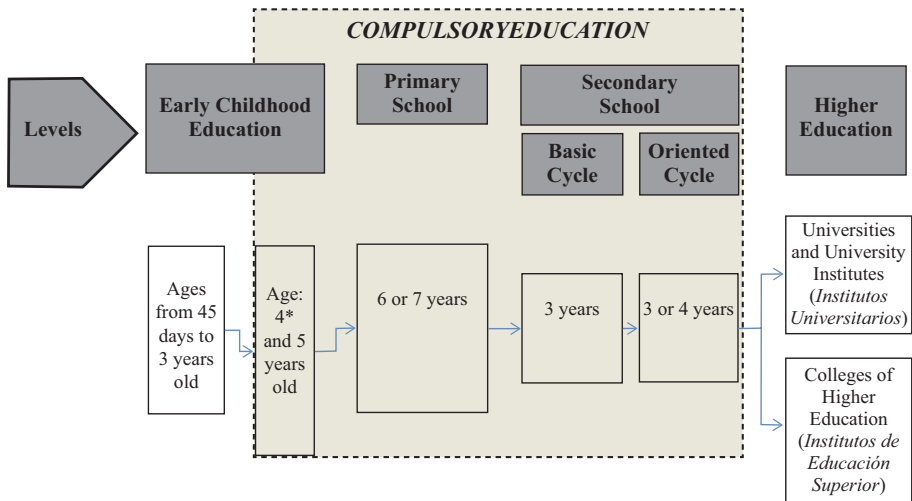 COMPULSORYEDUCATION
Levels
Early Childhood
Education
Primary
School
Secondary
School
Basic
Cycle
Oriented
Cycle
Higher
Education
Ages
from 45
days to
3 years
old
Age:
4*
and 5
years
old
6 or 7 years
3 years
3 or 4 years
Universities
and University
Institutes
(Institutos
Universitarios)
Colleges of
Higher
Education
(Institutos de
Educación
Superior)